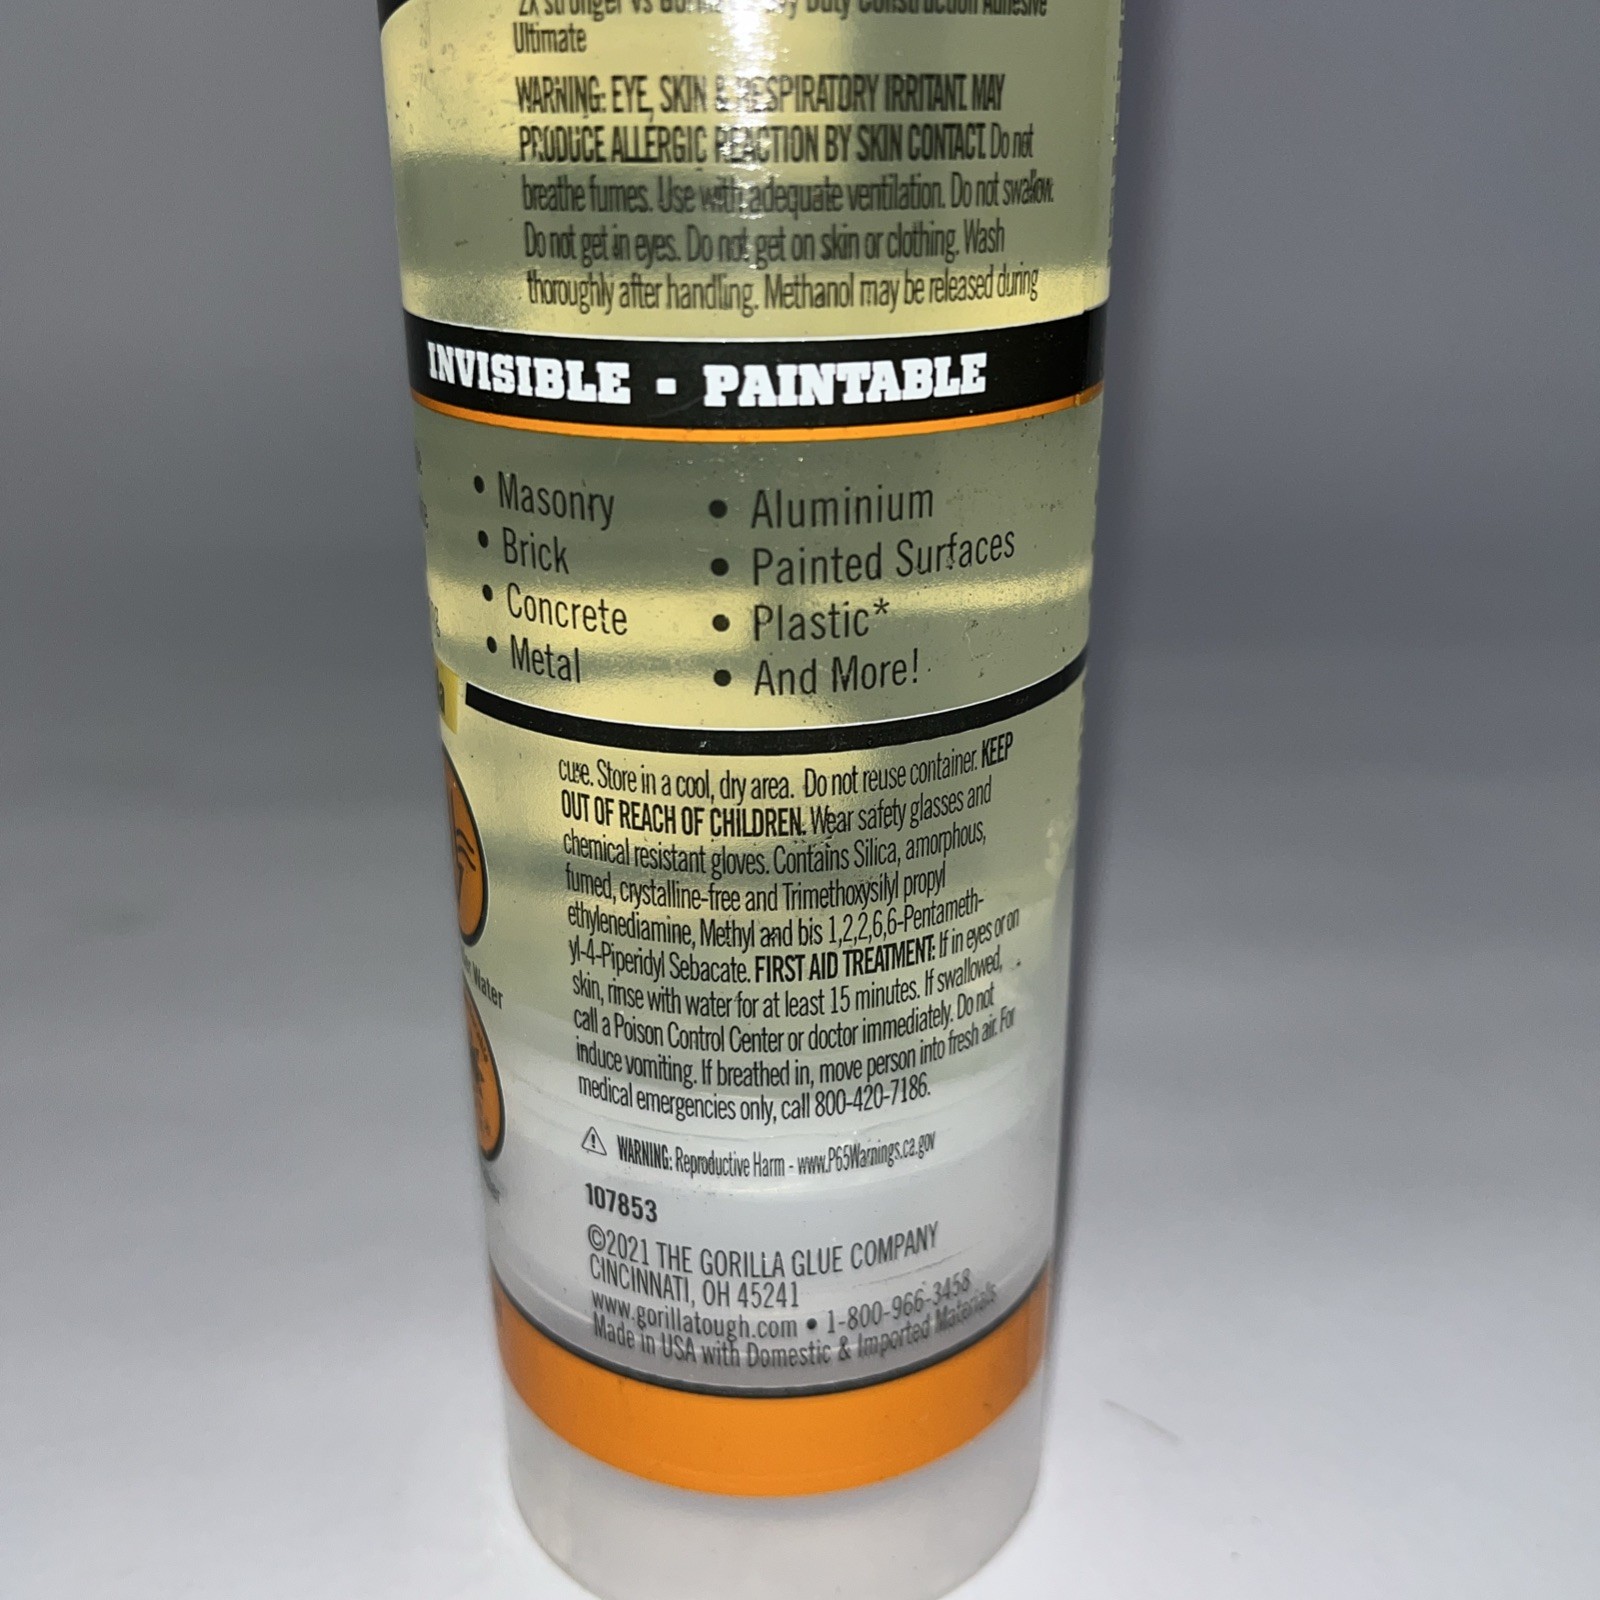 2X Stronger vs Heavy Duty Construction Adhesive
Ultimate
WARNING: EYE, SKIN & RESPIRATORY IRRITANT. MAY
PRODUCE ALLERGIC REACTION BY SKIN CONTACT. Do not
breathe fumes. Use with adequate ventilation. Do not swallow.
Do not get in eyes. Do not get on skin or clothing. Wash
thoroughly after handling. Methanol may be released during
INVISIBLE - PAINTABLE
• Masonry
• Brick
• Concrete
• Metal
• Aluminium
• Painted Surfaces
• Plastic*
• And More!
cure. Store in a cool, dry area. Do not reuse container. KEEP
OUT OF REACH OF CHILDREN. Wear safety glasses and
chemical resistant gloves. Contains Silica, amorphous,
fumed, crystalline-free and Trimethoxysilyl propyl
ethylenediamine, Methyl and bis 1,2,2,6,6-Pentameth-
yl-4-Piperidyl Sebacate. FIRST AID TREATMENT: If in eyes or on
skin, rinse with water for at least 15 minutes. If swallowed,
call a Poison Control Center or doctor immediately. Do not
induce vomiting. If breathed in, move person into fresh air. For
medical emergencies only, call 800-420-7186.
Water
WARNING: Reproductive Harm - www.P65Warnings.ca.gov
107853
©2021 THE GORILLA GLUE COMPANY
CINCINNATI, OH 45241
www.gorillatough.com • 1-800-966-3458
Made in USA with Domestic & Imported Materials